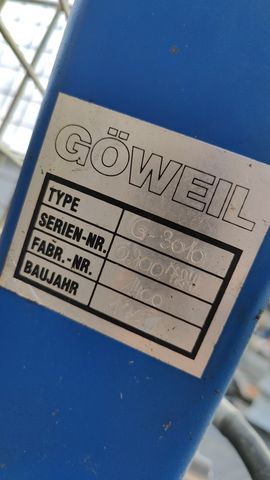 GÖWEIL
TYPE G-3010
SERIEN-NR.
FABR.-NR.
BAUJAHR